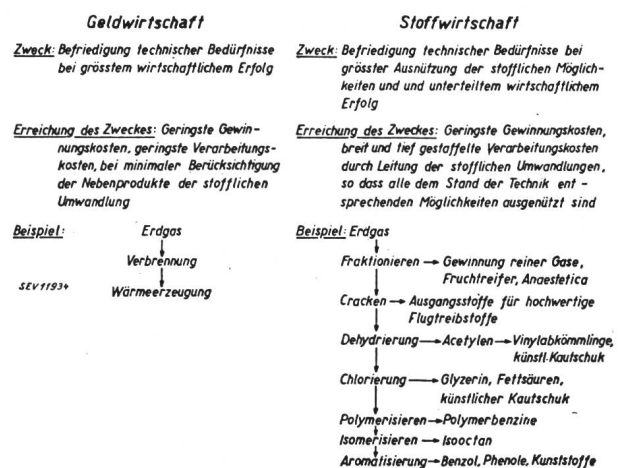 Geldwirtschaft
Zweck: Befriedigung technischer Bedürfnisse
bei grösstem wirtschaftlichem Erfolg
Erreichung des Zweckes: Geringste Gewin-
nungskosten, geringste Verarbeitungs-
kosten, bei minimaler Berücksichtigung
der Nebenprodukte der stofflichen
Umwandlung
Beispiel: Erdgas
Verbrennung
Wärmeerzeugung
SEV11934
Stoffwirtschaft
Zweck: Befriedigung technischer Bedürfnisse bei
grösster Ausnützung der stofflichen Möglich-
keiten und und unterteiltem wirtschaftlichem
Erfolg
Erreichung des Zweckes: Geringste Gewinnungskosten,
breit und tief gestaffelte Verarbeitungskosten
durch Leitung der stofflichen Umwandlungen,
so dass alle dem Stand der Technik ent-
sprechenden Möglichkeiten ausgenützt sind
Beispiel: Erdgas
Fraktionieren → Gewinnung reiner Gase,
Fruchtreifer, Anaestetica
Cracken → Ausgangsstoffe für hochwertige
Flugtreibstoffe
Dehydrierung → Acetylen → Vinylabkömmlinge,
künstl. Kautschuk
Chlorierung → Glyzerin, Fettsäuren,
künstlicher Kautschuk
Polymerisieren → Polymerbenzine
Isomerisieren → Isooctan
Aromatisierung → Benzol, Phenole, Kunststoffe